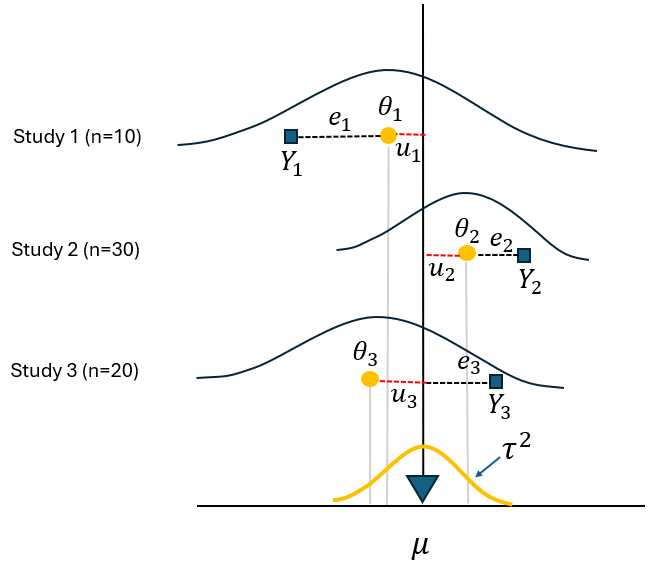 θ₁
e₁
Study 1 (n=10)
u₁
Y₁
θ₂
e₂
Study 2 (n=30)
u₂
Y₂
θ₃
e₃
Study 3 (n=20)
u₃
Y₃
τ²
μ